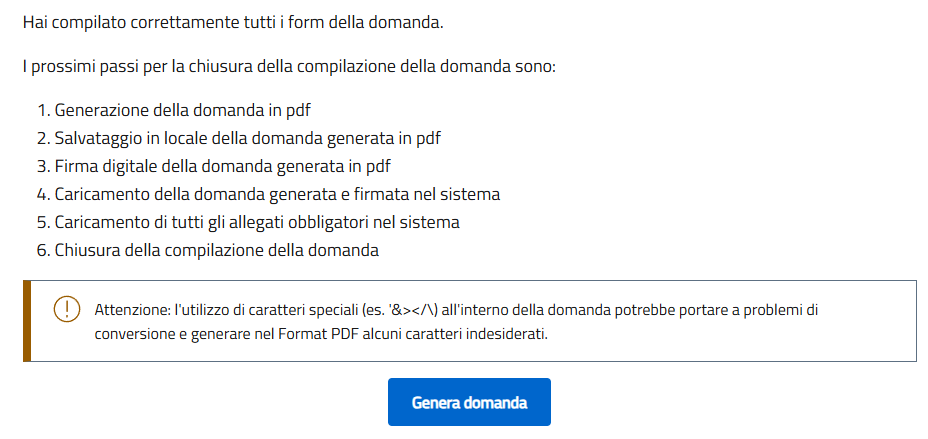 Hai compilato correttamente tutti i form della domanda.
I prossimi passi per la chiusura della compilazione della domanda sono:
1. Generazione della domanda in pdf
2. Salvataggio in locale della domanda generata in pdf
3. Firma digitale della domanda generata in pdf
4. Caricamento della domanda generata e firmata nel sistema
5. Caricamento di tutti gli allegati obbligatori nel sistema
6. Chiusura della compilazione della domanda
Attenzione: l'utilizzo di caratteri speciali (es. '&></\) all'interno della domanda potrebbe portare a problemi di
conversione e generare nel Format PDF alcuni caratteri indesiderati.
Genera domanda